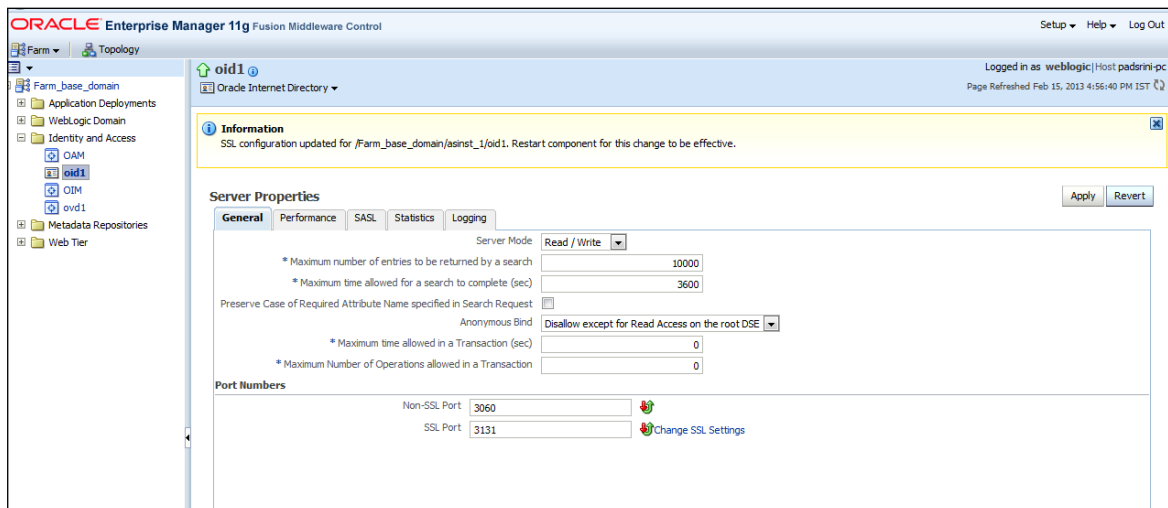 ORACLE Enterprise Manager 11g Fusion Middleware Control
Setup Help Log Out
Farm Topology
Farm_base_domain
Application Deployments
WebLogic Domain
Identity and Access
OAM
oid1
OIM
ovd1
Metadata Repositories
Web Tier
oid1
Oracle Internet Directory
Logged in as weblogic|Host padsrini-pc
Page Refreshed Feb 15, 2013 4:56:40 PM IST
Information
SSL configuration updated for /Farm_base_domain/asinst_1/oid1. Restart component for this change to be effective.
Server Properties
Apply Revert
General Performance SASL Statistics Logging
Server Mode Read / Write
* Maximum number of entries to be returned by a search 10000
* Maximum time allowed for a search to complete (sec) 3600
Preserve Case of Required Attribute Name specified in Search Request
Anonymous Bind Disallow except for Read Access on the root DSE
* Maximum time allowed in a Transaction (sec) 0
* Maximum Number of Operations allowed in a Transaction 0
Port Numbers
Non-SSL Port 3060
SSL Port 3131 Change SSL Settings